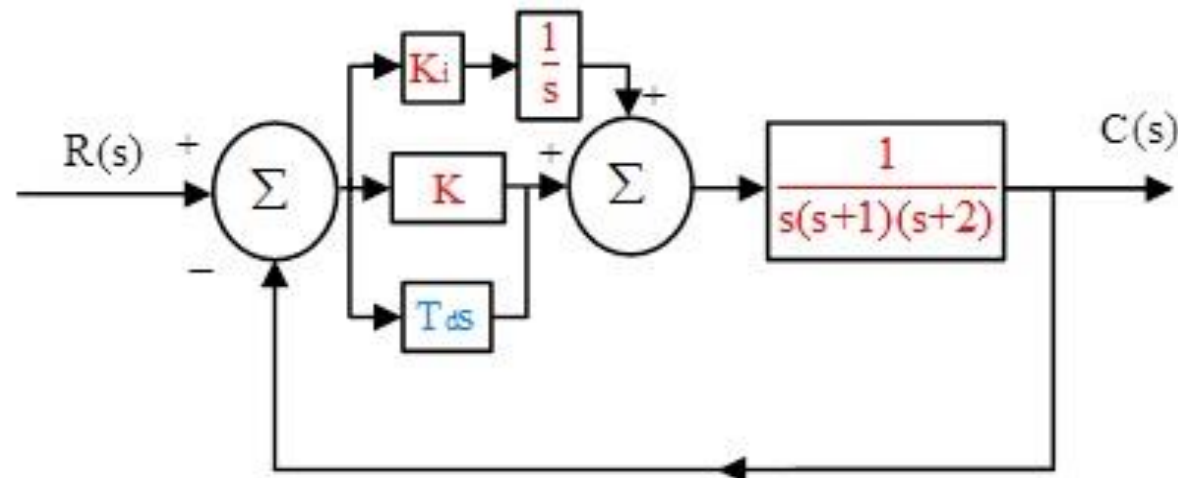 R(s)
+
−
Σ
Ki
1
s
K
Tds
+
+
Σ
1
s(s+1)(s+2)
C(s)